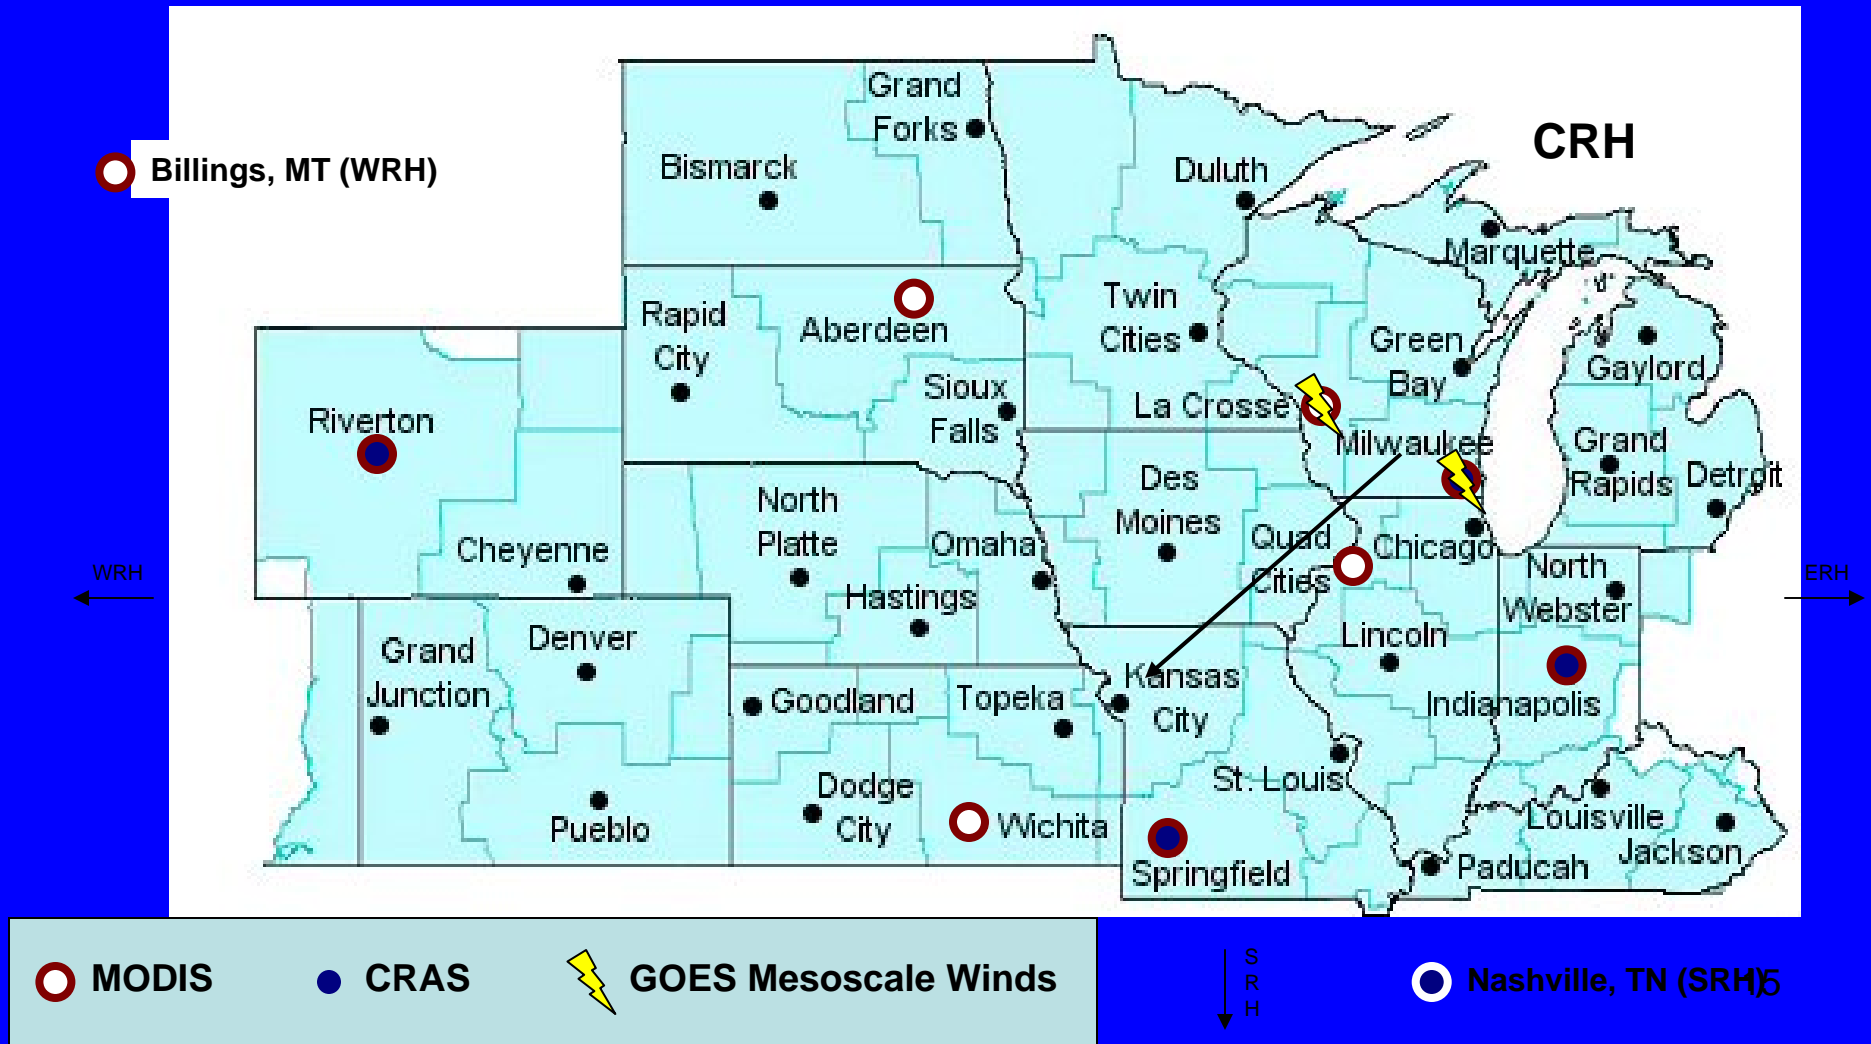 CRH
Billings, MT (WRH)
Grand
Forks
Bismarck
Duluth
Marquette
Rapid
City
Aberdeen
Twin
Cities
Green
Bay
Gaylord
Sioux
Falls
La Crosse
Riverton
Milwaukee
Grand
Rapids
Detroit
North
Platte
Des
Moines
Omaha
Quad
Cities
Chicago
Cheyenne
North
Webster
WRH
ERH
Hastings
Lincoln
Denver
Grand
Junction
Kansas
City
Goodland
Topeka
Indianapolis
St. Louis
Dodge
City
Pueblo
Wichita
Louisville
Jackson
Springfield
Paducah
MODIS
CRAS
GOES Mesoscale Winds
S
R
H
Nashville, TN (SRH)
15